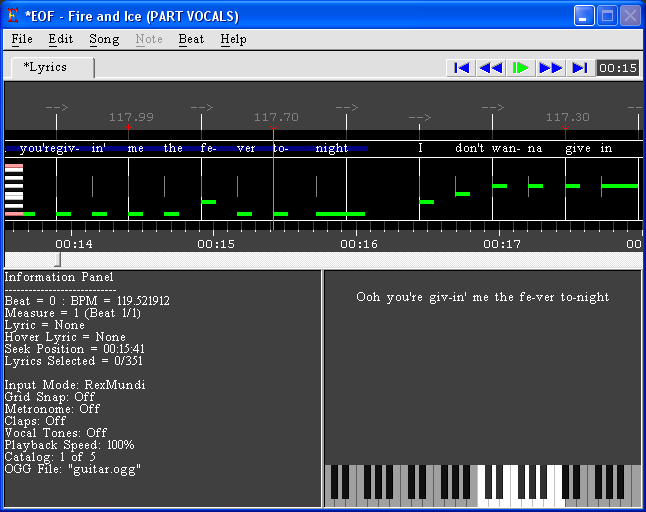 *EOF - Fire and Ice (PART VOCALS)
File Edit Song Note Beat Help
*Lyrics
00:15
--> --> --> --> -->
117.99 117.70 --> 117.30 -->
you'regiv- in' me the fe- ver to- night I don't wan- na give in
00:14 00:15 00:16 00:17 00:
Information Panel
----------------------------
Beat = 0 : BPM = 119.521912
Measure = 1 (Beat 1/1)
Lyric = None
Hover Lyric = None
Seek Position = 00:15:41
Lyrics Selected = 0/351
Input Mode: RexMundi
Grid Snap: Off
Metronome: Off
Claps: Off
Vocal Tones: Off
Playback Speed: 100%
Catalog: 1 of 5
OGG File: "guitar.ogg"
Ooh you're giv-in' me the fe-ver to-night